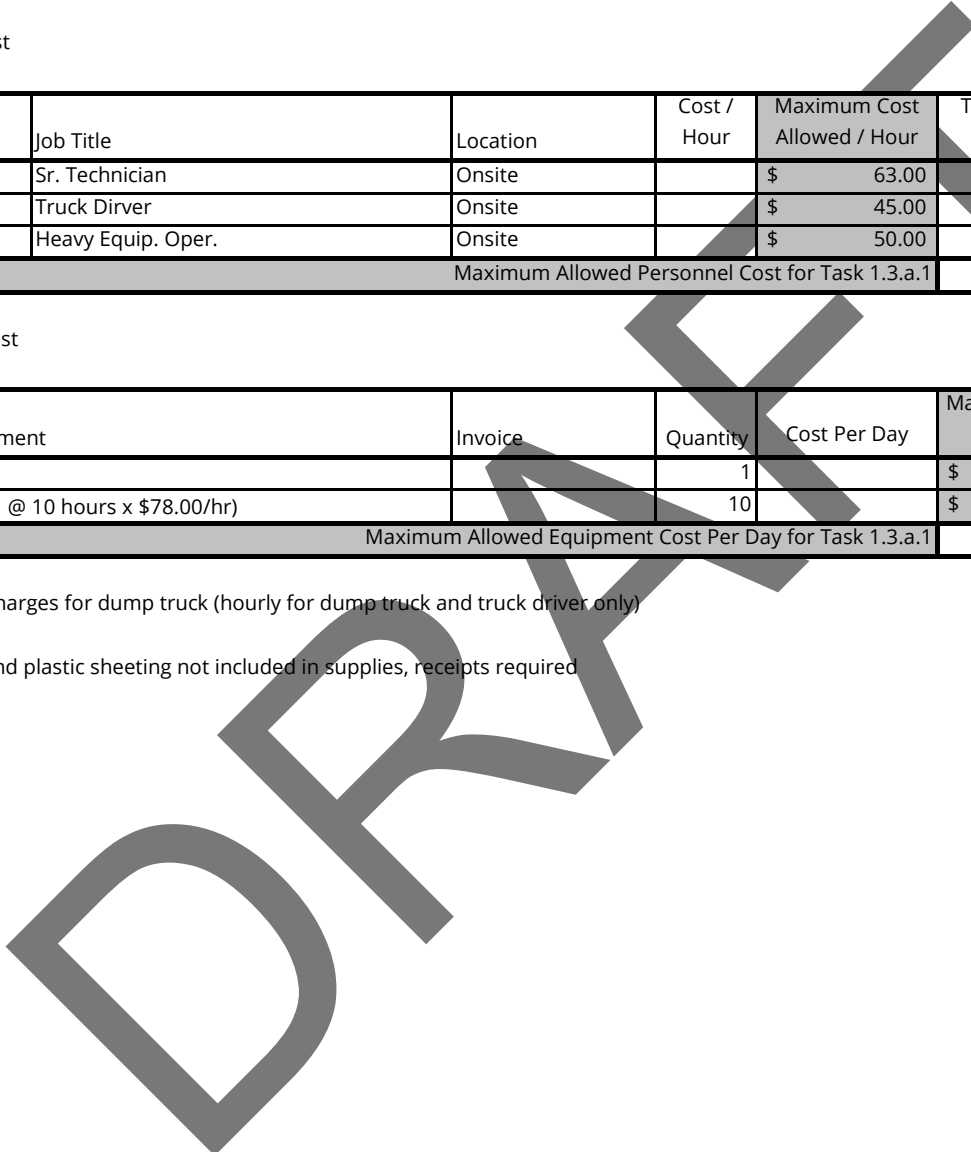 st
Job Title Location Cost / Hour Maximum Cost Allowed / Hour T
Sr. Technician Onsite $ 63.00
Truck Dirver Onsite $ 45.00
Heavy Equip. Oper. Onsite $ 50.00
Maximum Allowed Personnel Cost for Task 1.3.a.1
st
ment Invoice Quantity Cost Per Day Ma
1 $
@ 10 hours x $78.00/hr) 10 $
Maximum Allowed Equipment Cost Per Day for Task 1.3.a.1
harges for dump truck (hourly for dump truck and truck driver only)
nd plastic sheeting not included in supplies, receipts required
DRAFT